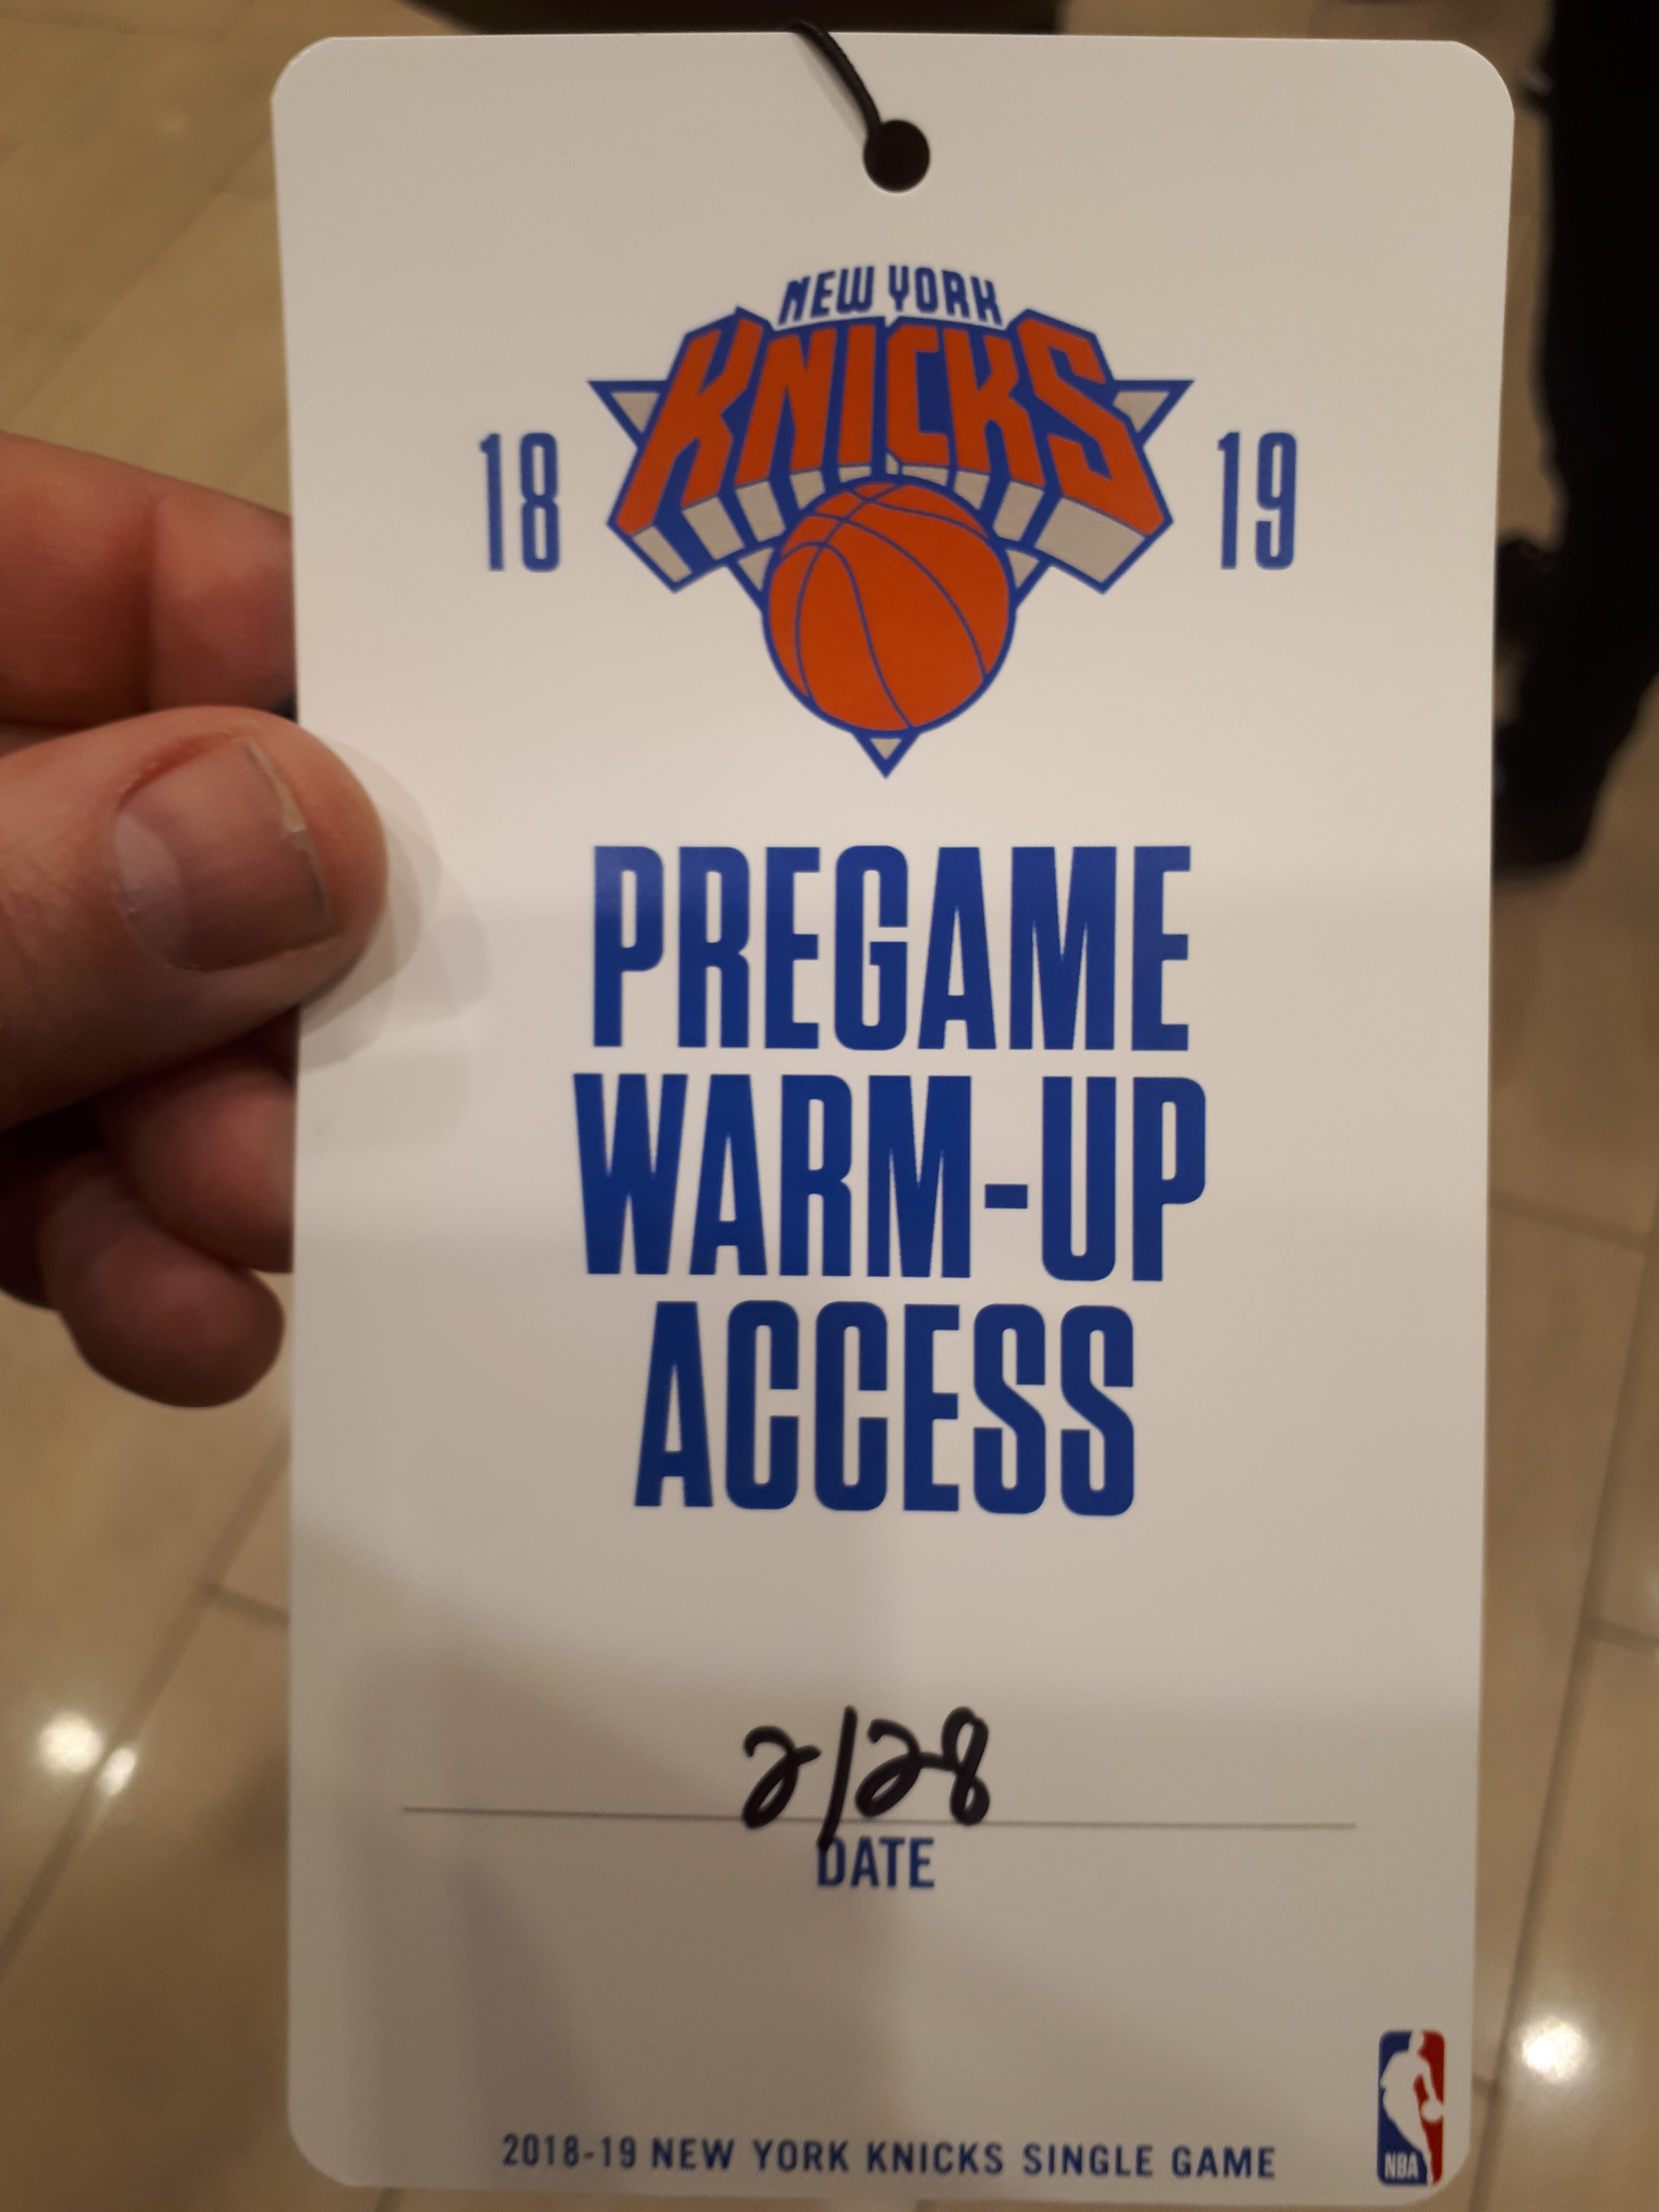 NEW YORK
KNICKS
18 19
PREGAME
WARM-UP
ACCESS
2/28
DATE
2018-19 NEW YORK KNICKS SINGLE GAME
NBA